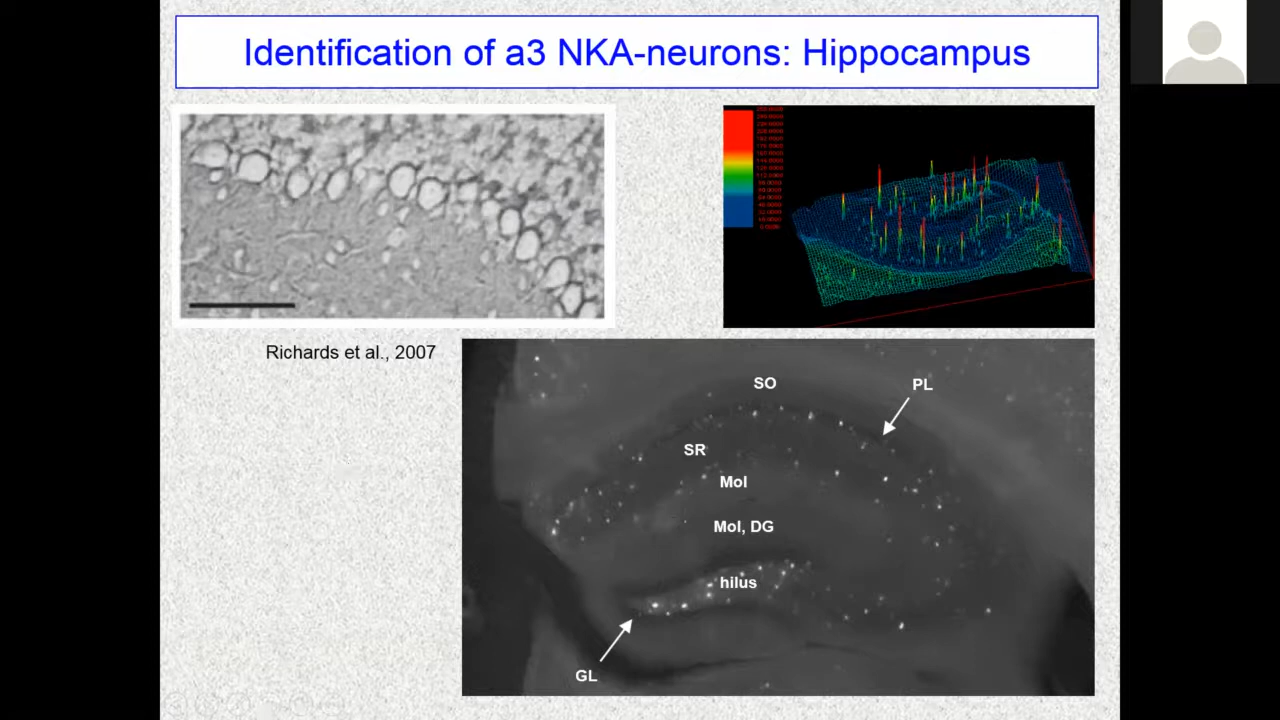 Identification of a3 NKA-neurons: Hippocampus
Richards et al., 2007
SO
PL
SR
Mol
Mol, DG
hilus
GL